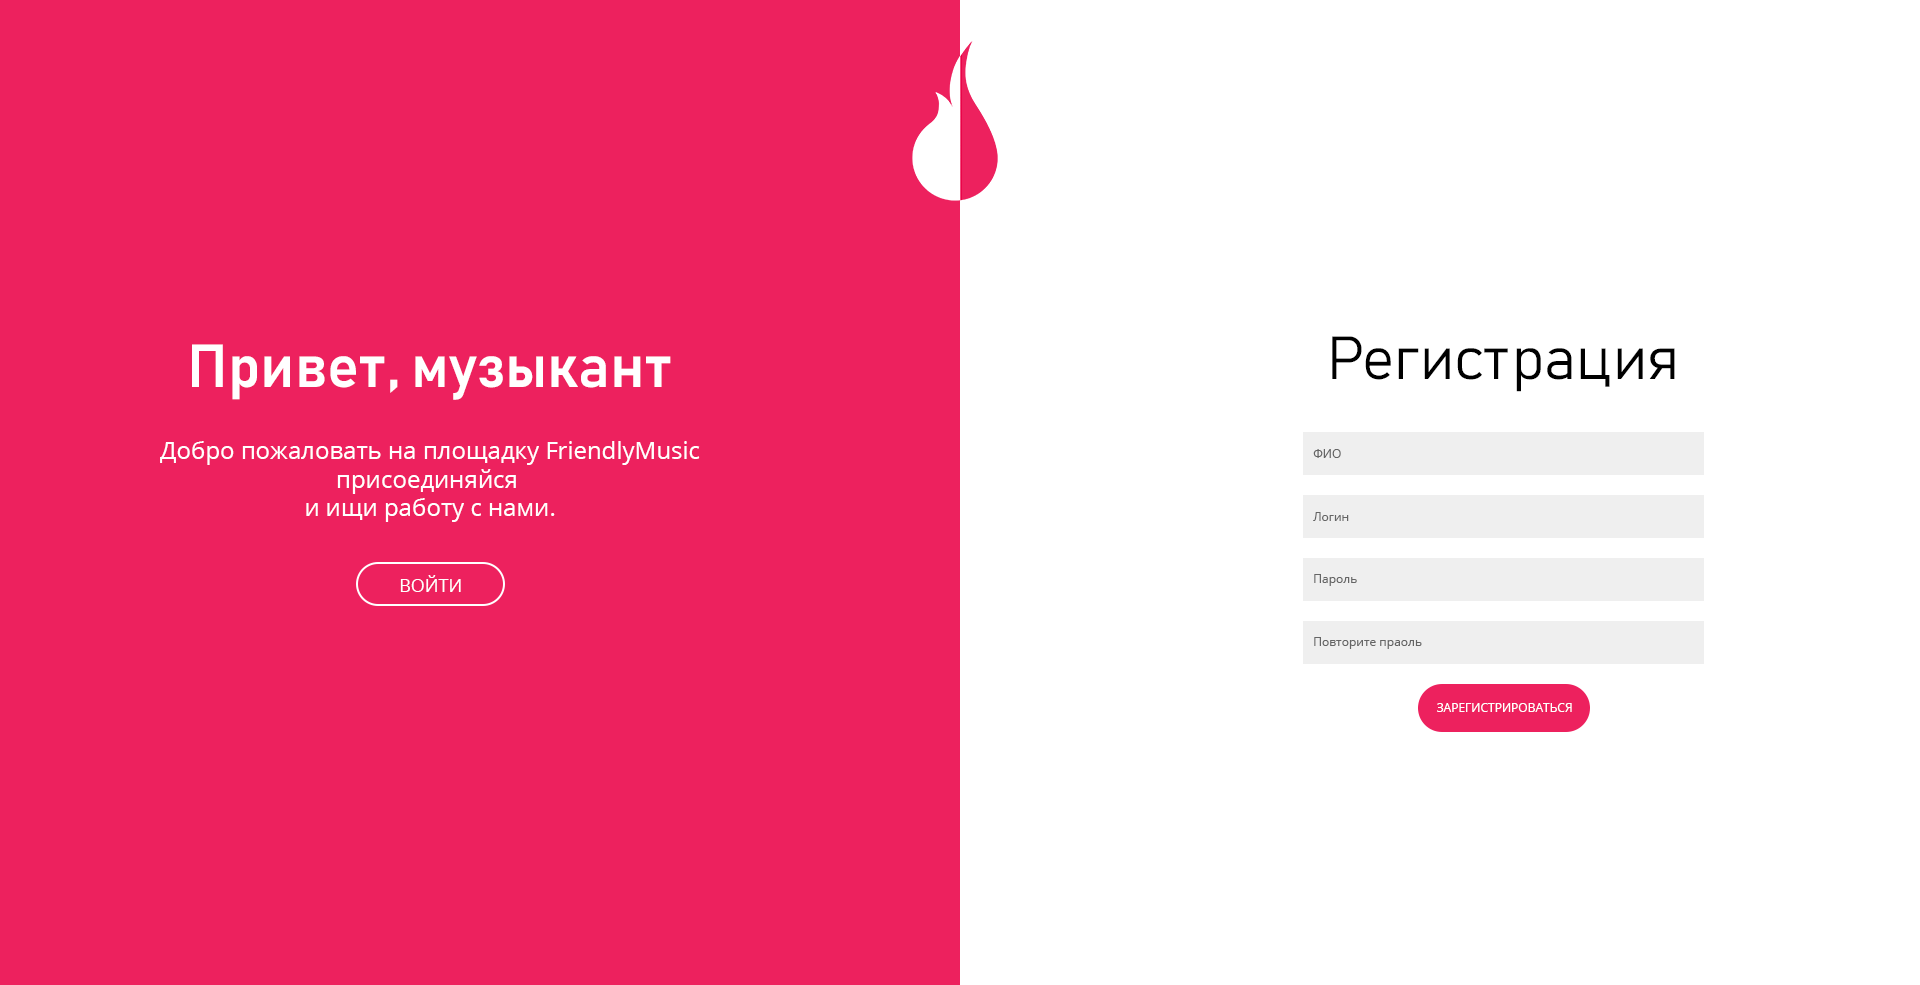 Привет, музыкант
Добро пожаловать на площадку FriendlyMusic
присоединяйся
и ищи работу с нами.
ВОЙТИ
Регистрация
ФИО
Логин
Пароль
Повторите праоль
ЗАРЕГИСТРИРОВАТЬСЯ